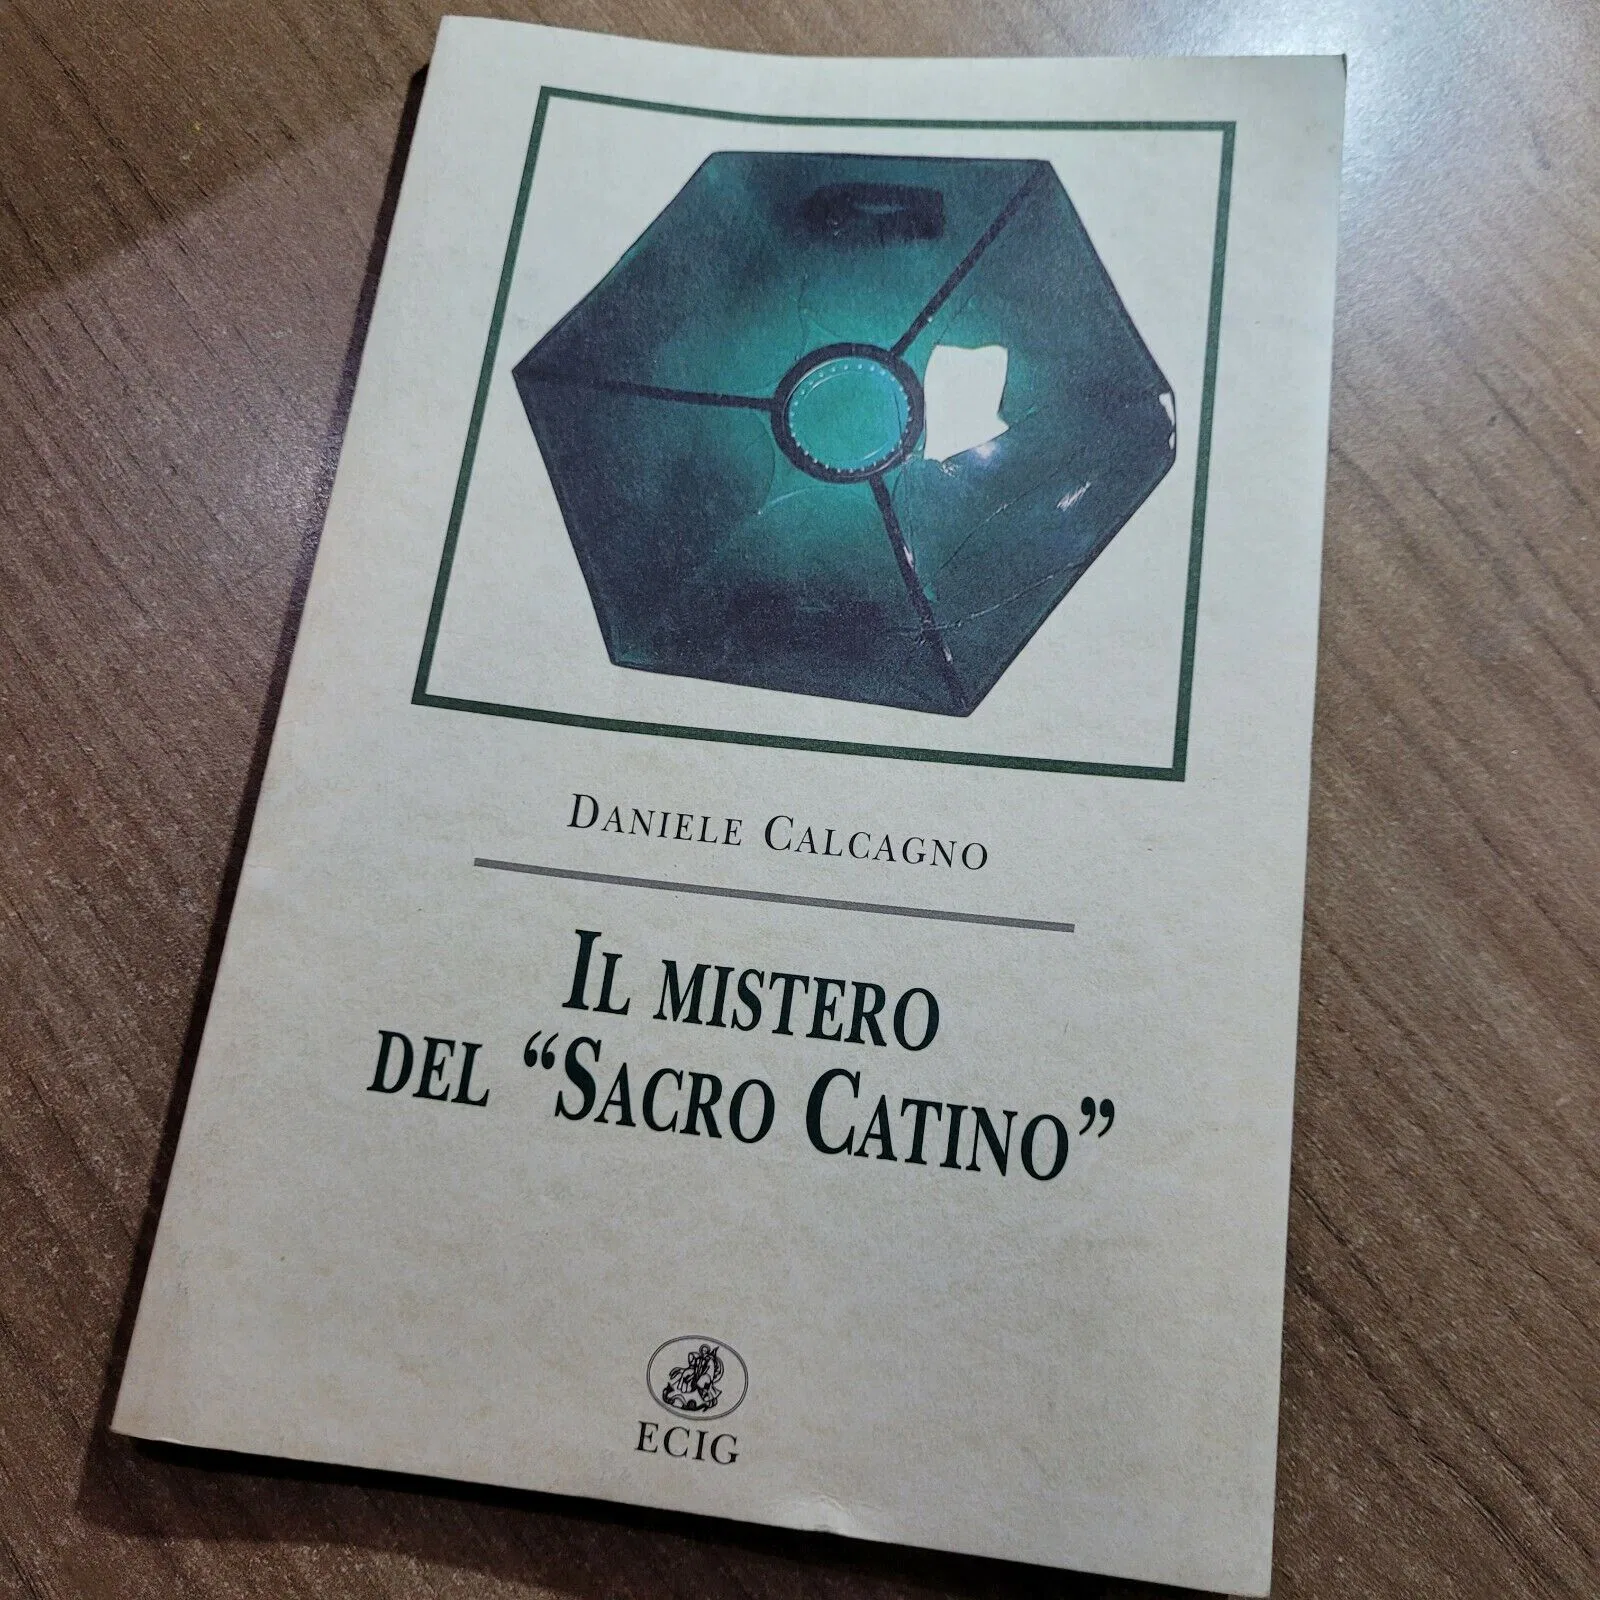 DANIELE CALCAGNO
IL MISTERO
DEL “SACRO CATINO”
ECIG